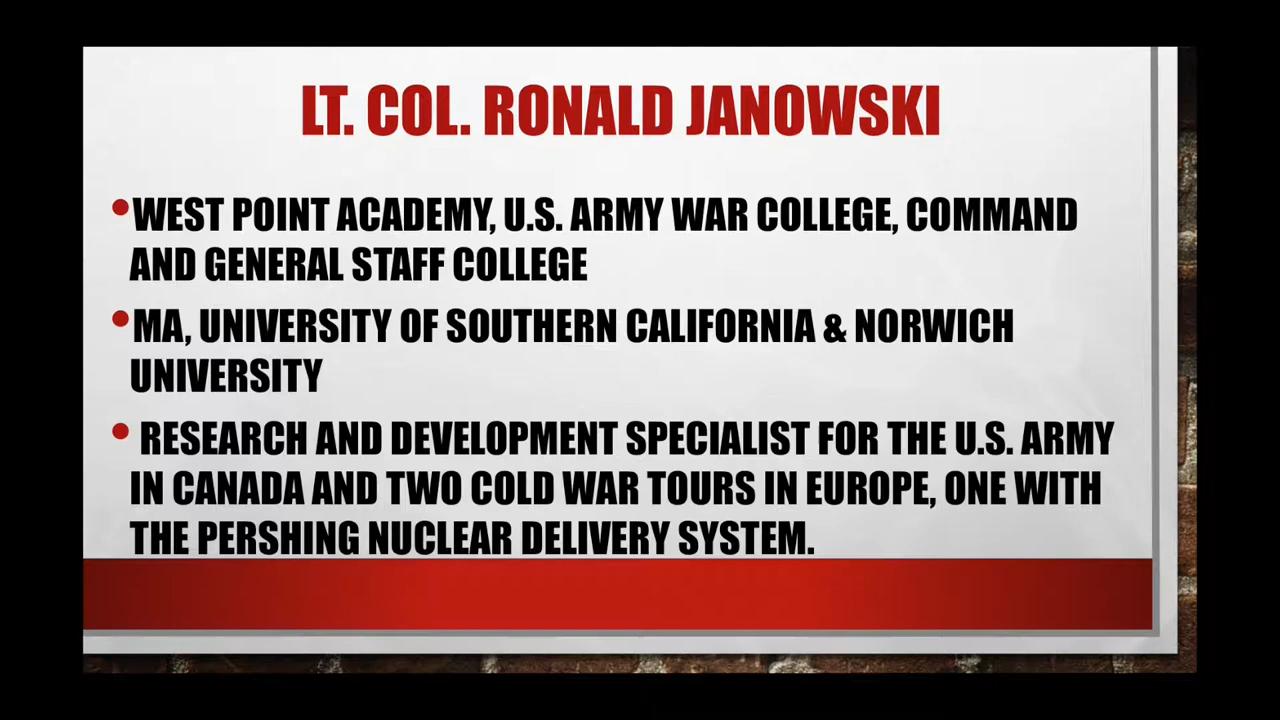 LT. COL. RONALD JANOWSKI
•WEST POINT ACADEMY, U.S. ARMY WAR COLLEGE, COMMAND
AND GENERAL STAFF COLLEGE
•MA, UNIVERSITY OF SOUTHERN CALIFORNIA & NORWICH
UNIVERSITY
• RESEARCH AND DEVELOPMENT SPECIALIST FOR THE U.S. ARMY
IN CANADA AND TWO COLD WAR TOURS IN EUROPE, ONE WITH
THE PERSHING NUCLEAR DELIVERY SYSTEM.